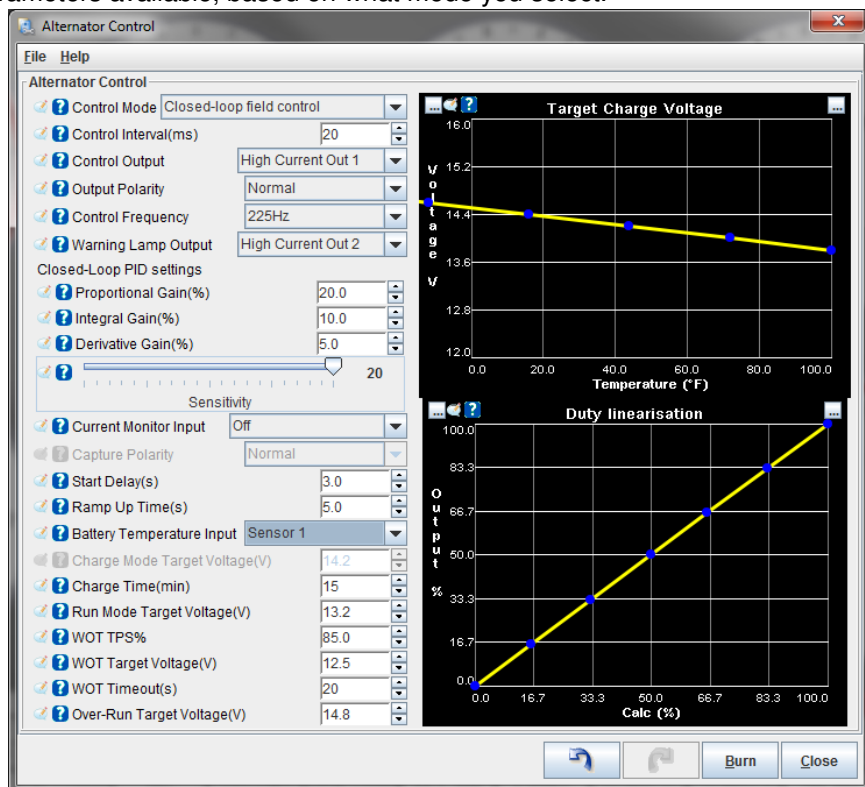 arameters available, based on what mode you select.
Alternator Control
File Help
Alternator Control
Control Mode Closed-loop field control
Control Interval(ms) 20
Control Output High Current Out 1
Output Polarity Normal
Control Frequency 225Hz
Warning Lamp Output High Current Out 2
Closed-Loop PID settings
Proportional Gain(%) 20.0
Integral Gain(%) 10.0
Derivative Gain(%) 5.0
20
Sensitivity
Current Monitor Input Off
Capture Polarity Normal
Start Delay(s) 3.0
Ramp Up Time(s) 5.0
Battery Temperature Input Sensor 1
Charge Mode Target Voltage(V) 14.2
Charge Time(min) 15
Run Mode Target Voltage(V) 13.2
WOT TPS% 85.0
WOT Target Voltage(V) 12.5
WOT Timeout(s) 20
Over-Run Target Voltage(V) 14.8
... Target Charge Voltage ...
Voltage V
16.0
15.2
14.4
13.6
12.8
12.0
0.0 20.0 40.0 60.0 80.0 100.0
Temperature (°F)
... Duty linearisation ...
Output %
100.0
83.3
66.7
50.0
33.3
16.7
0.0
0.0 16.7 33.3 50.0 66.7 83.3 100.0
Calc (%)
Burn Close